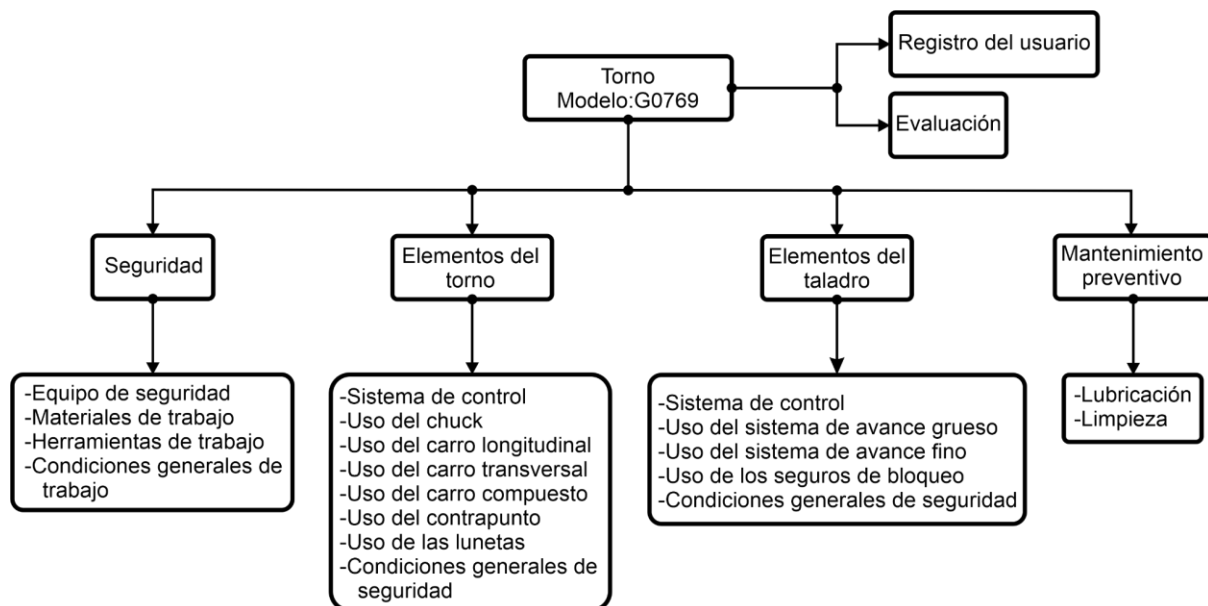 Torno
Modelo:G0769
Registro del usuario
Evaluación
Seguridad
Elementos del
torno
Elementos del
taladro
Mantenimiento
preventivo
-Equipo de seguridad
-Materiales de trabajo
-Herramientas de trabajo
-Condiciones generales de
trabajo
-Sistema de control
-Uso del chuck
-Uso del carro longitudinal
-Uso del carro transversal
-Uso del carro compuesto
-Uso del contrapunto
-Uso de las lunetas
-Condiciones generales de
seguridad
-Sistema de control
-Uso del sistema de avance grueso
-Uso del sistema de avance fino
-Uso de los seguros de bloqueo
-Condiciones generales de seguridad
-Lubricación
-Limpieza